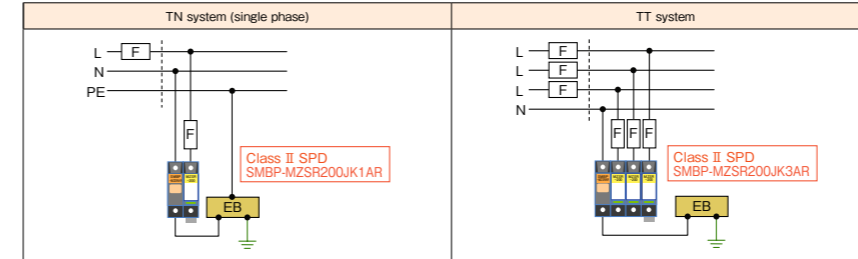 TN system (single phase)
TT system
L F
N
PE
F
Class Ⅱ SPD
SMBP-MZSR200JK1AR
EB
L F
L F
L F
N
F F F
Class Ⅱ SPD
SMBP-MZSR200JK3AR
EB